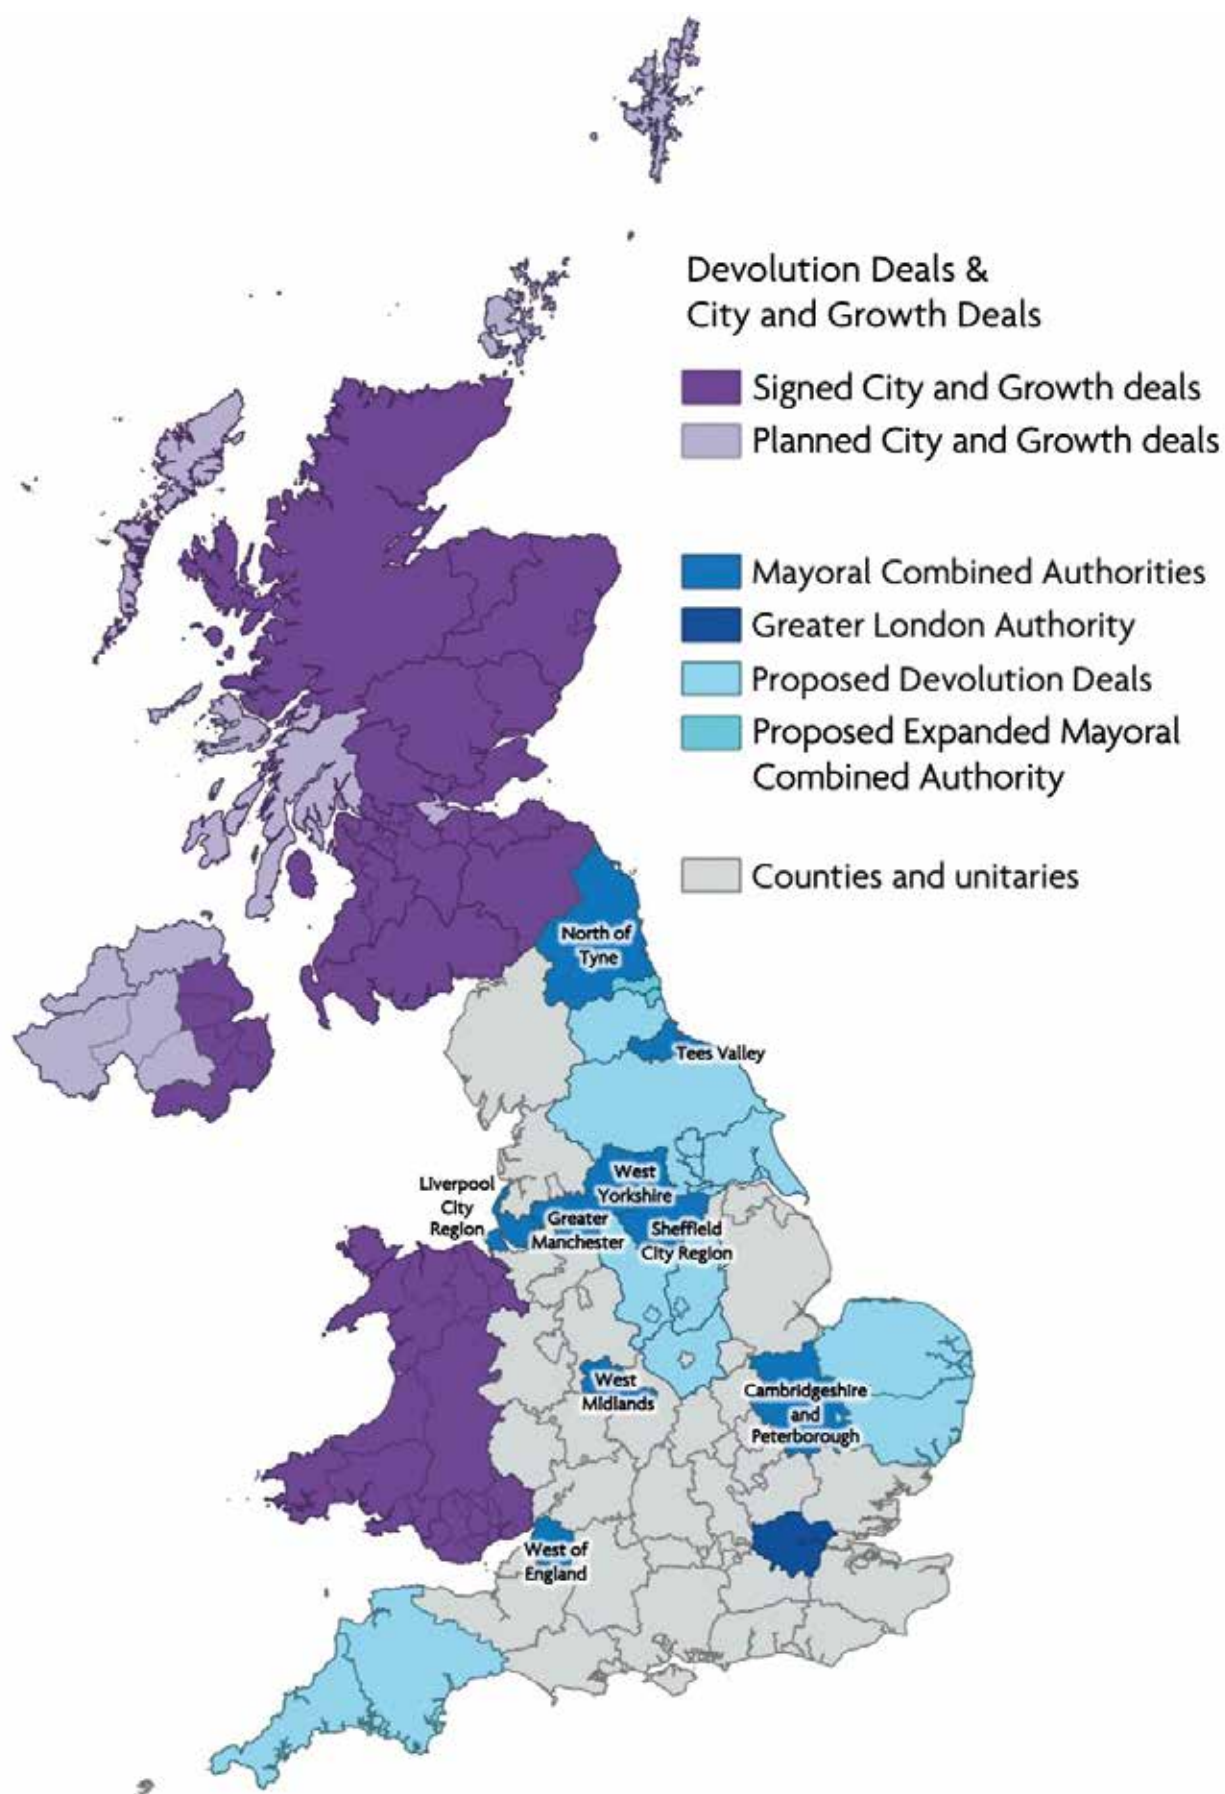 Devolution Deals &
City and Growth Deals
Signed City and Growth deals
Planned City and Growth deals
Mayoral Combined Authorities
Greater London Authority
Proposed Devolution Deals
Proposed Expanded Mayoral
Combined Authority
Counties and unitaries
North of
Tyne
Tees Valley
West
Yorkshire
Liverpool
City
Region
Greater
Manchester
Sheffield
City Region
West
Midlands
Cambridgeshire
and
Peterborough
West of
England